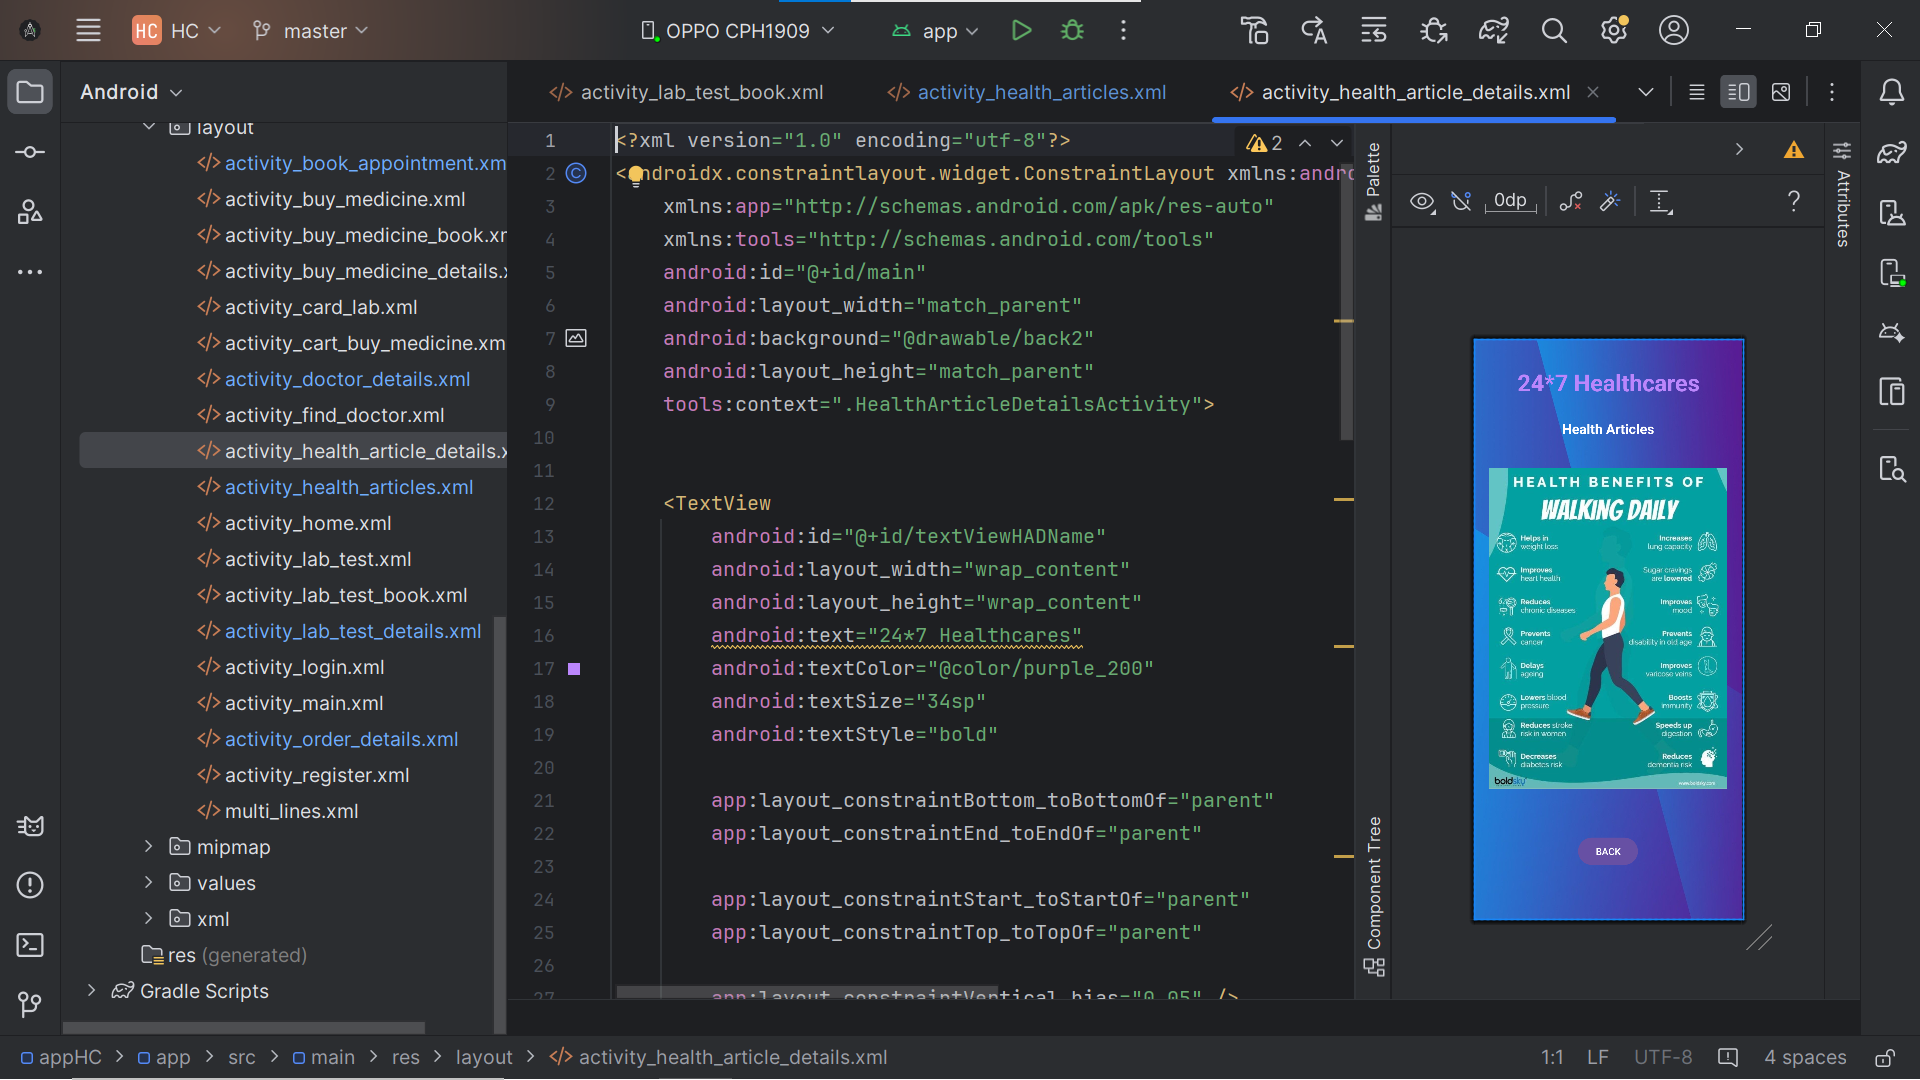 HC HC master OPPO CPH1909 app
Android
activity_lab_test_book.xml activity_health_articles.xml activity_health_article_details.xml
layout
activity_book_appointment.xm
activity_buy_medicine.xml
activity_buy_medicine_book.xr
activity_buy_medicine_details.x
activity_card_lab.xml
activity_cart_buy_medicine.xm
activity_doctor_details.xml
activity_find_doctor.xml
activity_health_article_details.x
activity_health_articles.xml
activity_home.xml
activity_lab_test.xml
activity_lab_test_book.xml
activity_lab_test_details.xml
activity_login.xml
activity_main.xml
activity_order_details.xml
activity_register.xml
multi_lines.xml
mipmap
values
xml
res (generated)
Gradle Scripts
1 <?xml version="1.0" encoding="utf-8"?>
2 <androidx.constraintlayout.widget.ConstraintLayout xmlns:andro
3 xmlns:app="http://schemas.android.com/apk/res-auto"
4 xmlns:tools="http://schemas.android.com/tools"
5 android:id="@+id/main"
6 android:layout_width="match_parent"
7 android:background="@drawable/back2"
8 android:layout_height="match_parent"
9 tools:context=".HealthArticleDetailsActivity">
10
11
12 <TextView
13 android:id="@+id/textViewHADName"
14 android:layout_width="wrap_content"
15 android:layout_height="wrap_content"
16 android:text="24*7 Healthcares"
17 android:textColor="@color/purple_200"
18 android:textSize="34sp"
19 android:textStyle="bold"
20
21 app:layout_constraintBottom_toBottomOf="parent"
22 app:layout_constraintEnd_toEndOf="parent"
23
24 app:layout_constraintStart_toStartOf="parent"
25 app:layout_constraintTop_toTopOf="parent"
26
27 app:layout_constraintVertical_bias="0.05" />
2
Palette
Component Tree
0dp
?
Attributes
24*7 Healthcares
Health Articles
HEALTH BENEFITS OF
WALKING DAILY
Helps in
weight loss
Increases
lung capacity
Improves
heart health
Sugar cravings
are lowered
Reduces
chronic diseases
Improves
mood
Prevents
cancer
Prevents
disability in old age
Delays
ageing
Improves
varicose veins
Lowers blood
pressure
Boosts
immunity
Reduces stroke
risk in women
Speeds up
digestion
Decreases
diabetes risk
Reduces
dementia risk
boldsky
www.boldsky.com
BACK
appHC > app > src > main > res > layout > activity_health_article_details.xml
1:1 LF UTF-8 4 spaces